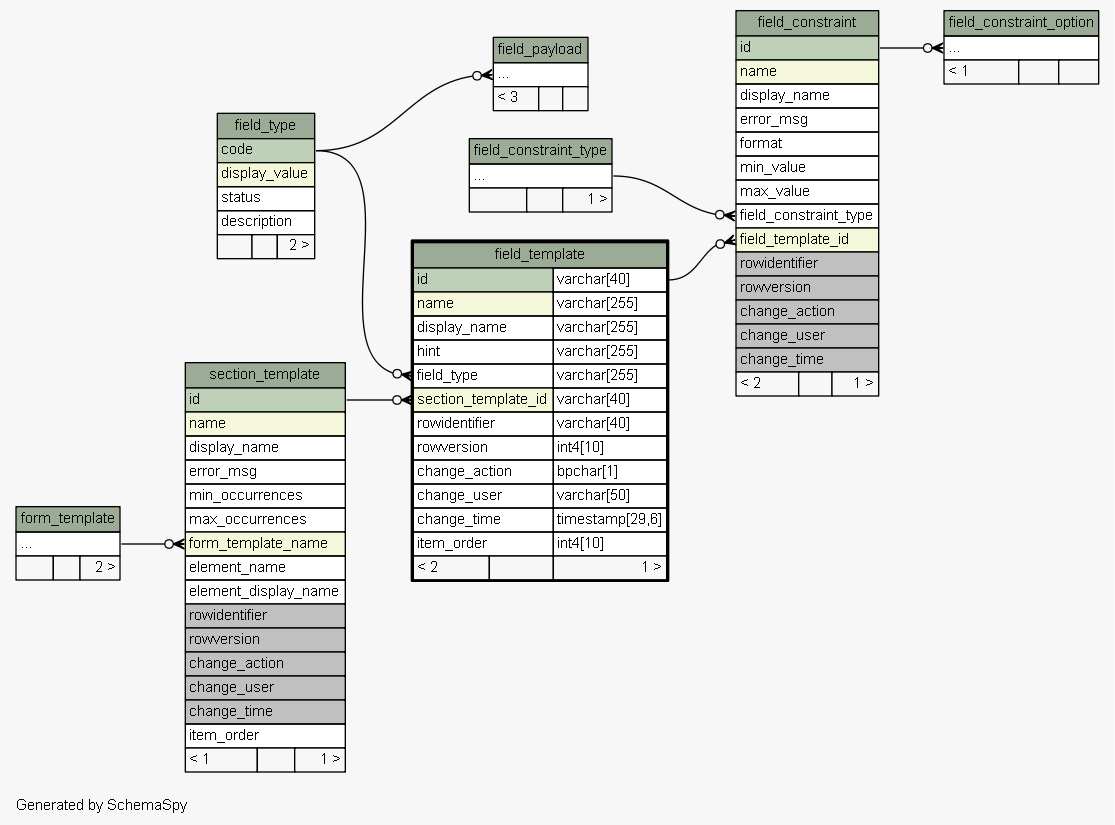 field_constraint
id
name
display_name
error_msg
format
min_value
max_value
field_constraint_type
field_template_id
rowidentifier
rowversion
change_action
change_user
change_time
< 2 1 >
field_constraint_option
...
< 1
field_payload
...
< 3
field_type
code
display_value
status
description
2 >
field_constraint_type
...
1 >
field_template
id varchar[40]
name varchar[255]
display_name varchar[255]
hint varchar[255]
field_type varchar[255]
section_template_id varchar[40]
rowidentifier varchar[40]
rowversion int4[10]
change_action bpchar[1]
change_user varchar[50]
change_time timestamp[29,6]
item_order int4[10]
< 2 1 >
section_template
id
name
display_name
error_msg
min_occurrences
max_occurrences
form_template_name
element_name
element_display_name
rowidentifier
rowversion
change_action
change_user
change_time
item_order
< 1 1 >
form_template
...
2 >
Generated by SchemaSpy